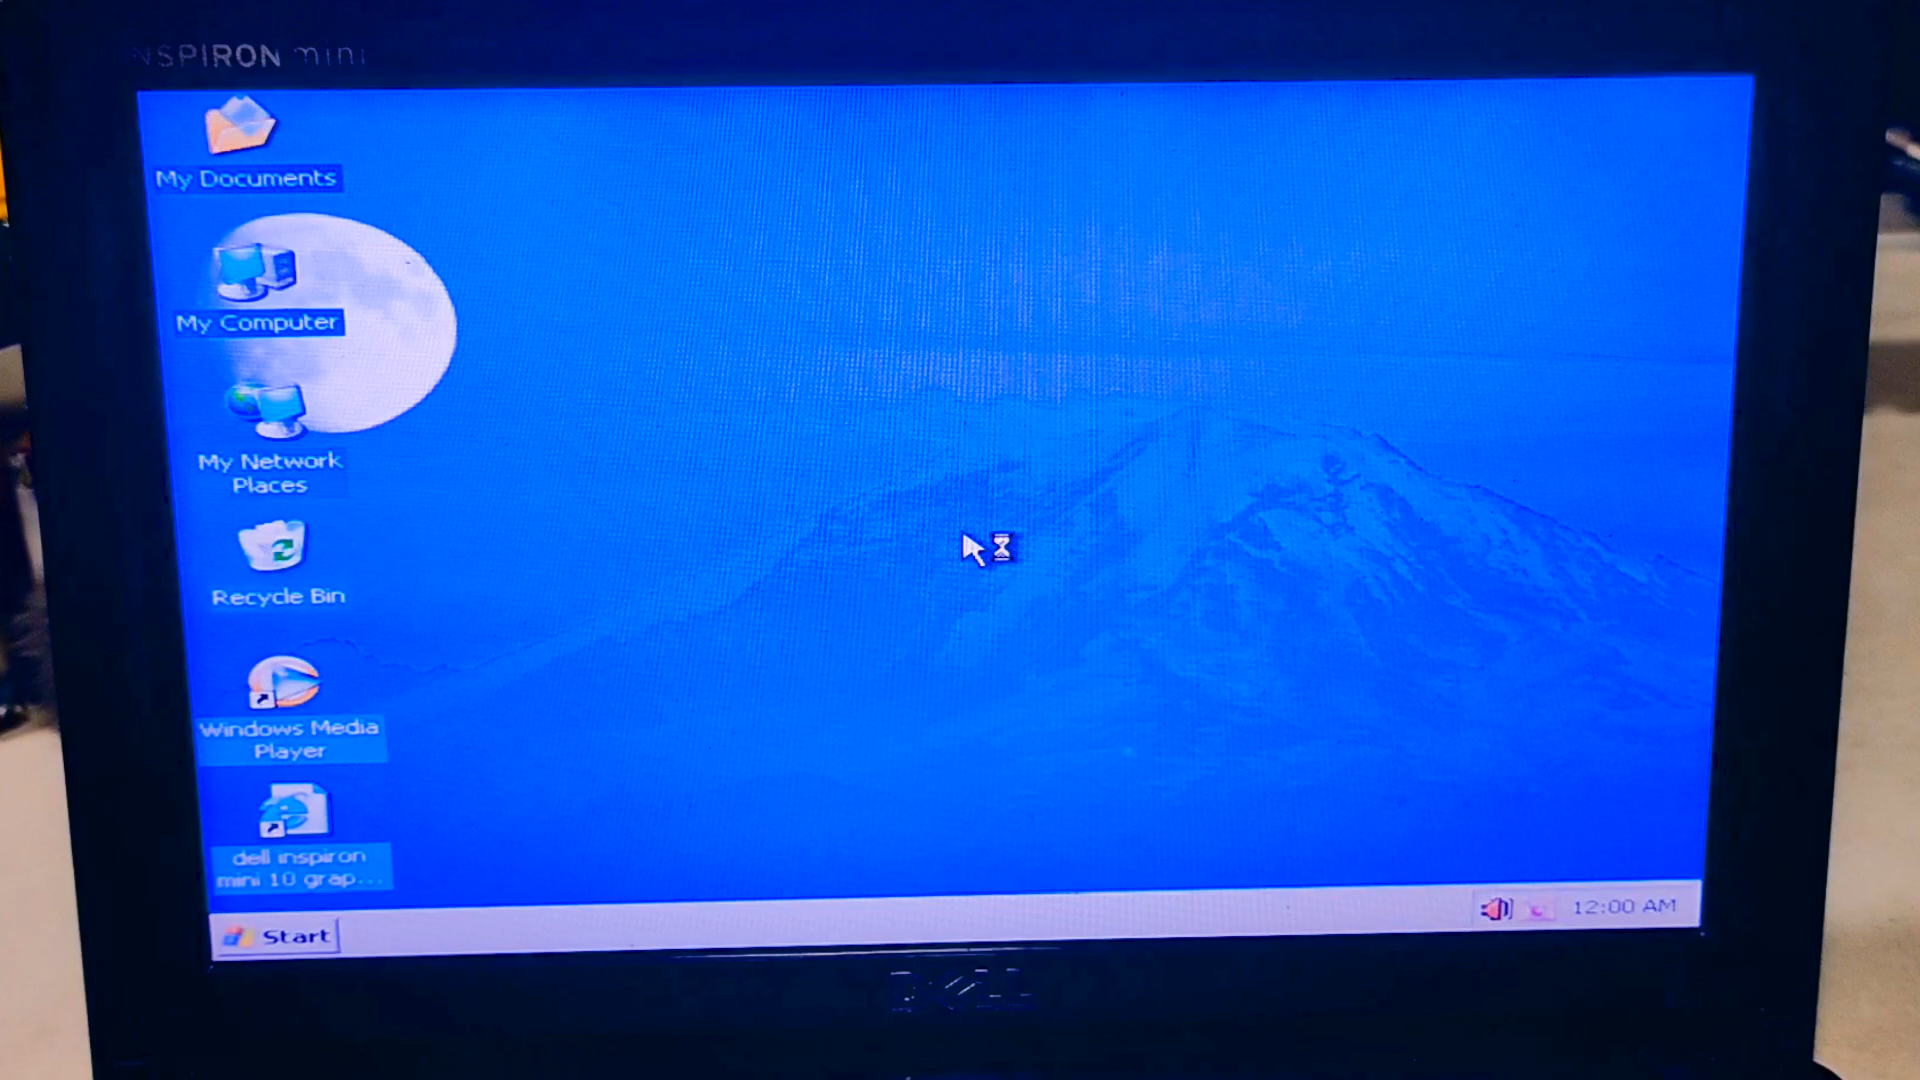 INSPIRON mini
My Documents
My Computer
My Network
Places
Recycle Bin
Windows Media
Player
dell inspiron
mini 10 grap...
Start
12:00 AM
DELL